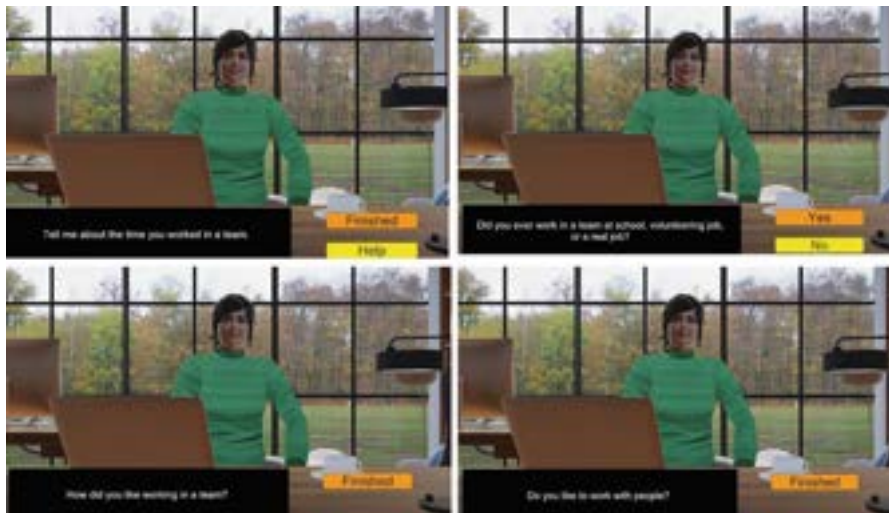 Tell me about the time you worked in a team.
Finished
Help
Did you ever work in a team at school, volunteering job,
or a real job?
Yes
No
How did you like working in a team?
Finished
Do you like to work with people?
Finished